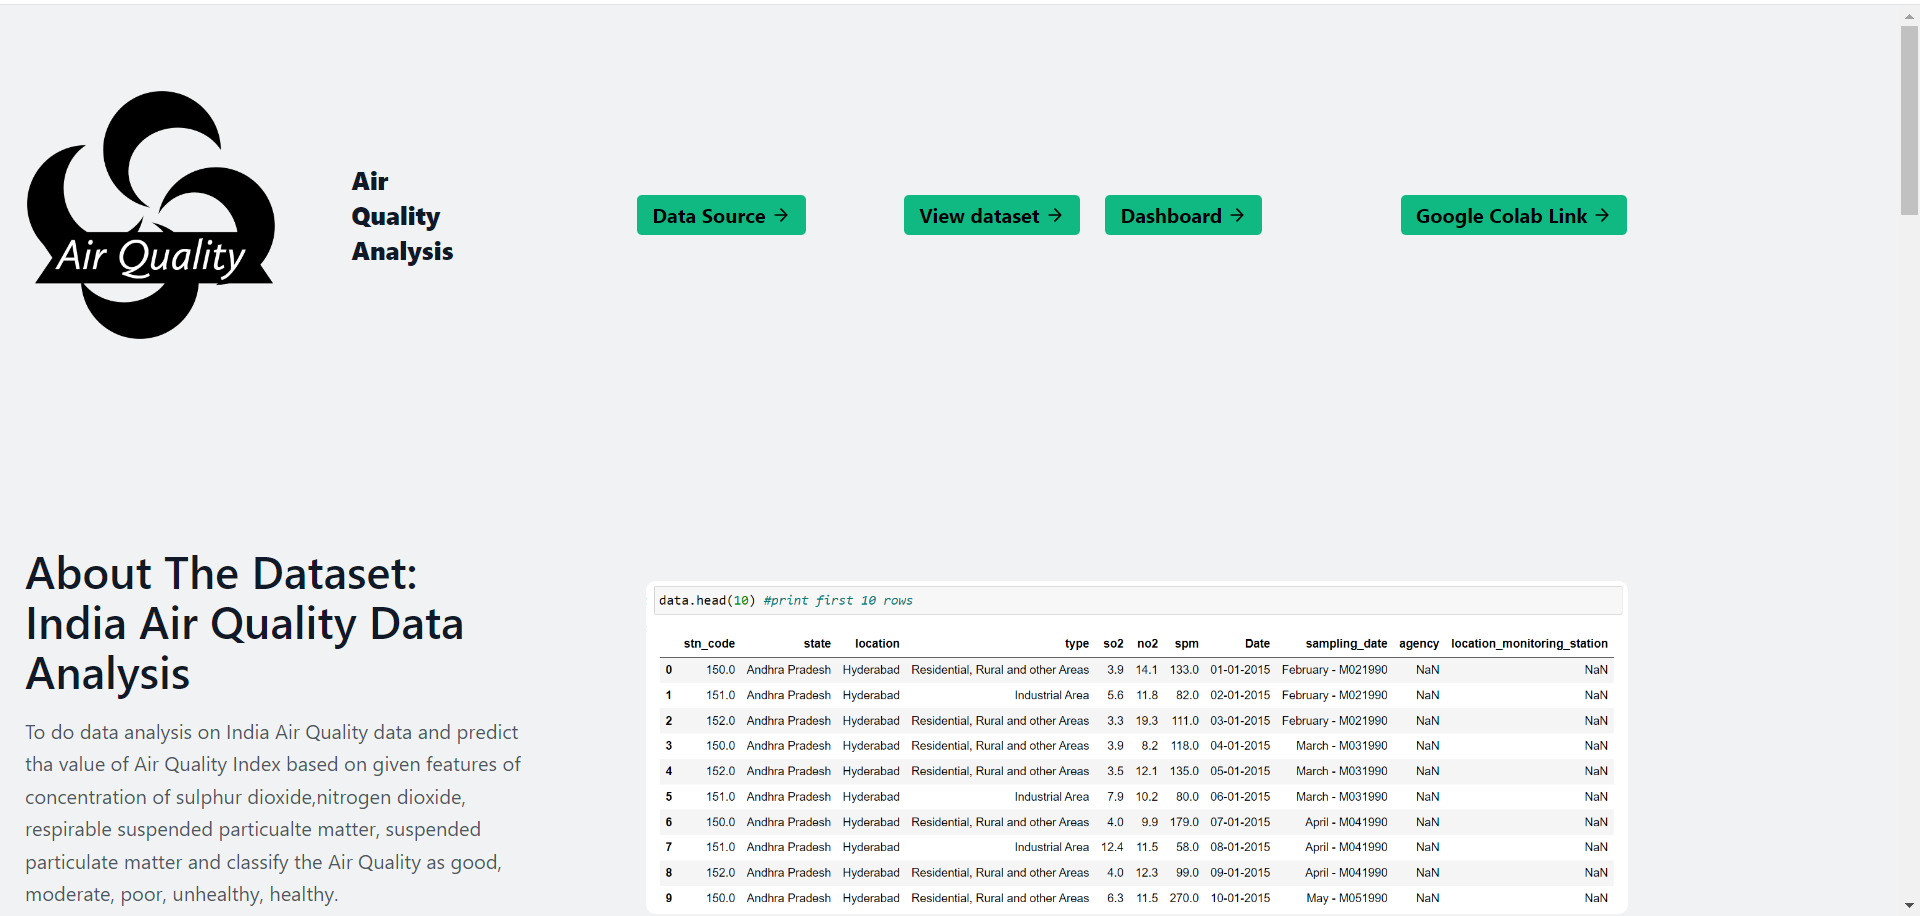 Air Quality
Air
Quality
Analysis
Data Source →
View dataset →
Dashboard →
Google Colab Link →
About The Dataset:
India Air Quality Data
Analysis
To do data analysis on India Air Quality data and predict
tha value of Air Quality Index based on given features of
concentration of sulphur dioxide,nitrogen dioxide,
respirable suspended particualte matter, suspended
particulate matter and classify the Air Quality as good,
moderate, poor, unhealthy, healthy.
data.head(10) #print first 10 rows
stn_code state location type so2 no2 spm Date sampling_date agency location_monitoring_station
0 150.0 Andhra Pradesh Hyderabad Residential, Rural and other Areas 3.9 14.1 133.0 01-01-2015 February - M021990 NaN NaN
1 151.0 Andhra Pradesh Hyderabad Industrial Area 5.6 11.8 82.0 02-01-2015 February - M021990 NaN NaN
2 152.0 Andhra Pradesh Hyderabad Residential, Rural and other Areas 3.3 19.3 111.0 03-01-2015 February - M021990 NaN NaN
3 150.0 Andhra Pradesh Hyderabad Residential, Rural and other Areas 3.9 8.2 118.0 04-01-2015 March - M031990 NaN NaN
4 152.0 Andhra Pradesh Hyderabad Residential, Rural and other Areas 3.5 12.1 135.0 05-01-2015 March - M031990 NaN NaN
5 151.0 Andhra Pradesh Hyderabad Industrial Area 7.9 10.2 80.0 06-01-2015 March - M031990 NaN NaN
6 150.0 Andhra Pradesh Hyderabad Residential, Rural and other Areas 4.0 9.9 179.0 07-01-2015 April - M041990 NaN NaN
7 151.0 Andhra Pradesh Hyderabad Industrial Area 12.4 11.5 58.0 08-01-2015 April - M041990 NaN NaN
8 152.0 Andhra Pradesh Hyderabad Residential, Rural and other Areas 4.0 12.3 99.0 09-01-2015 April - M041990 NaN NaN
9 150.0 Andhra Pradesh Hyderabad Residential, Rural and other Areas 6.3 11.5 270.0 10-01-2015 May - M051990 NaN NaN